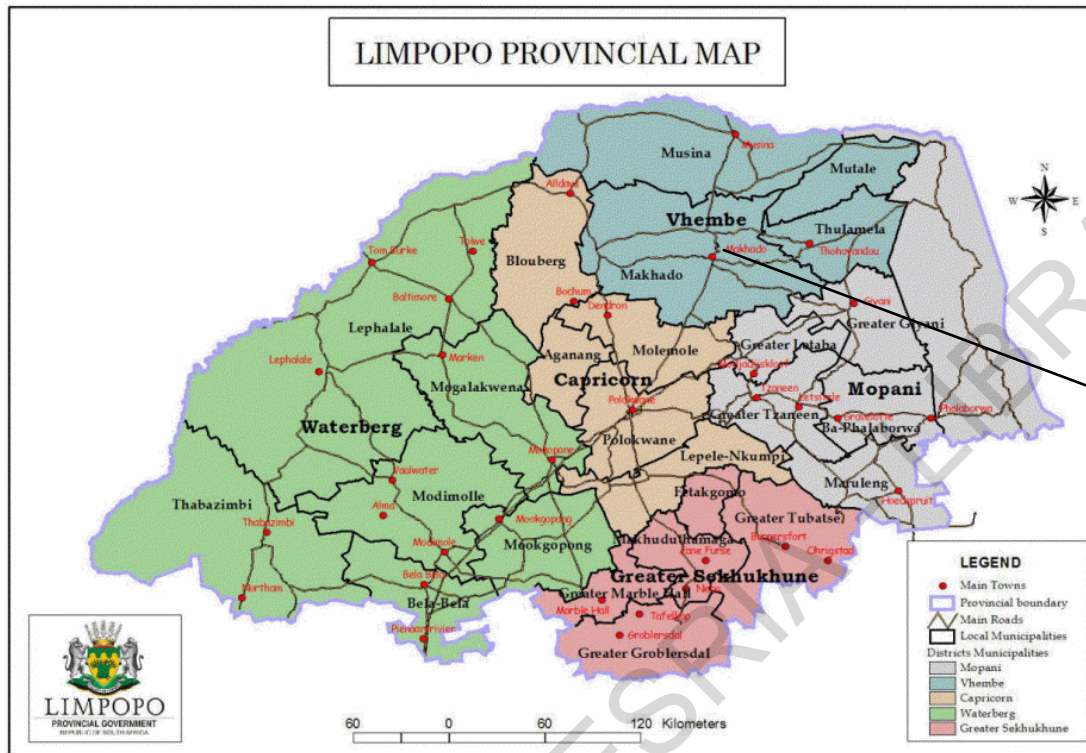 LIMPOPO PROVINCIAL MAP
Musina
Musina
Mutale
N
W E
S
Alldays
Vhembe
Thulamela
Thohoyandou
Makhado
Tolwe
Tom Burke
Blouberg
Makhado
Baltimore
Bochum
Dendron
Giyani
Greater Giyani
Lephalale
Molemole
Greater Letaba
Marken
Aganang
Lephalale
Mogalakwena
Capricorn
Mopani
Tzaneen
Letsitele
Polokwane
Greater Tzaneen
Gravelotte
Phalaborwa
Ba-Phalaborwa
Waterberg
Polokwane
Mokopane
Lepele-Nkumpi
Vaalwater
Maruleng
Hoedspruit
Modimolle
Fetakgomo
Thabazimbi
Alma
Mookgopong
Greater Tubatse
Thabazimbi
Makhuduthamaga
Burgersfort
Modimole
Mookgopong
Jane Furse
Ohrigstad
Greater Sekhukhune
Bela Bela
Nebo
Northam
Greater Marble Hall
Bela-Bela
Marble Hall
Tafelkop
Pienaarsrivier
Groblersdal
Greater Groblersdal
LEGEND
Main Towns
Provincial boundary
Main Roads
Local Municipalities
Districts Municipalities
Mopani
Vhembe
Capricorn
Waterberg
Greater Sekhukhune
LIMPOPO
PROVINCIAL GOVERNMENT
REPUBLIC OF SOUTH AFRICA
60 0 60 120 Kilometers